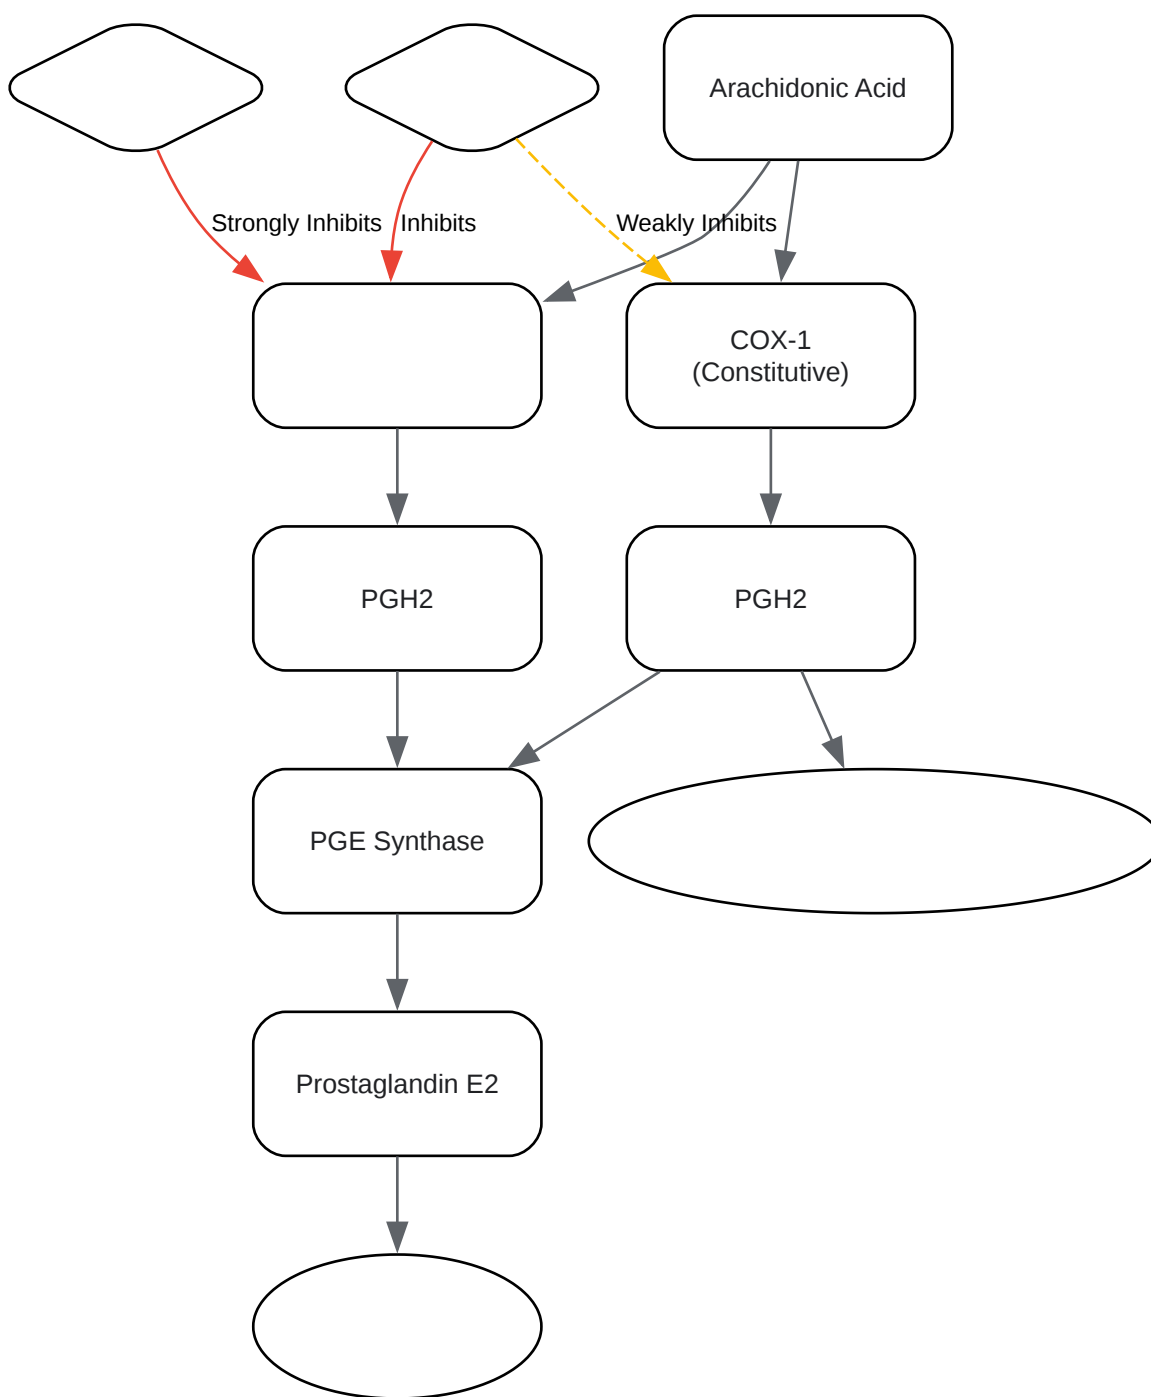 Arachidonic Acid
Strongly Inhibits
Inhibits
Weakly Inhibits
COX-1
(Constitutive)
PGH2
PGH2
PGE Synthase
Prostaglandin E2